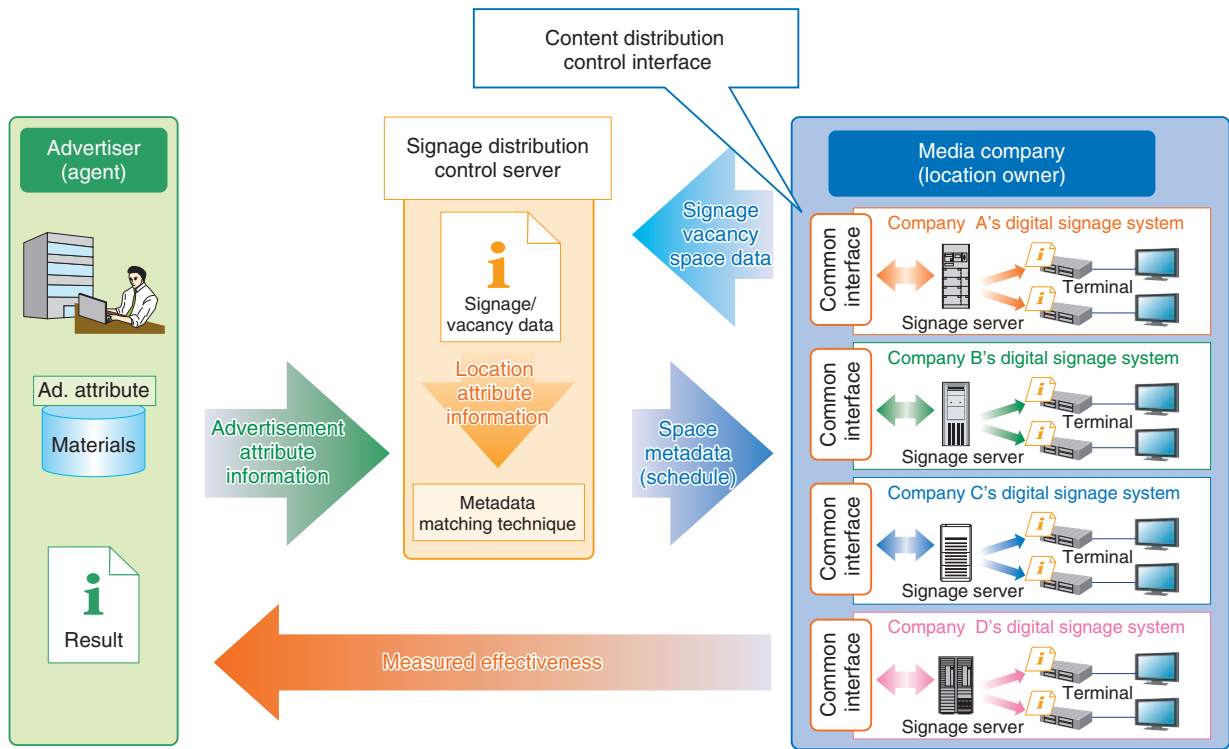 Content distribution
control interface
Advertiser
(agent)
Ad. attribute
Materials
Result
Advertisement
attribute
information
Signage distribution
control server
Signage/
vacancy data
Location
attribute
information
Metadada
matching technique
Signage
vacancy
space data
Space
metadata
(schedule)
Measured effectiveness
Media company
(location owner)
Common
interface
Company A's digital signage system
Signage server
Terminal
Common
interface
Company B's digital signage system
Signage server
Terminal
Common
interface
Company C's digital signage system
Signage server
Terminal
Common
interface
Company D's digital signage system
Signage server
Terminal